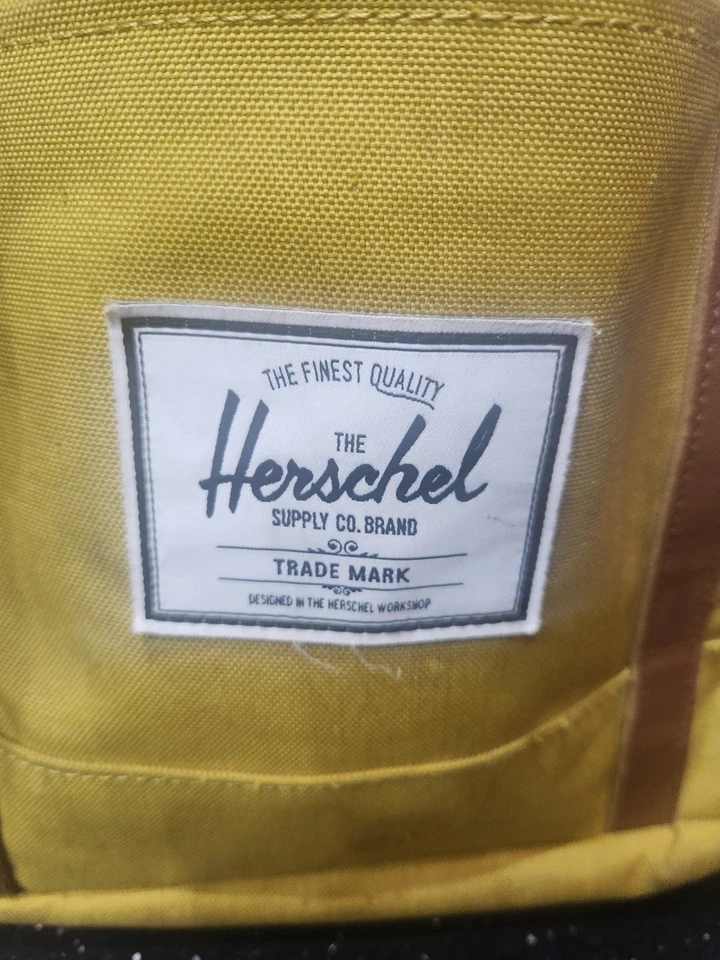 THE FINEST QUALITY
THE
Herschel
SUPPLY CO. BRAND
TRADE MARK
DESIGNED IN THE HERSCHEL WORKSHOP